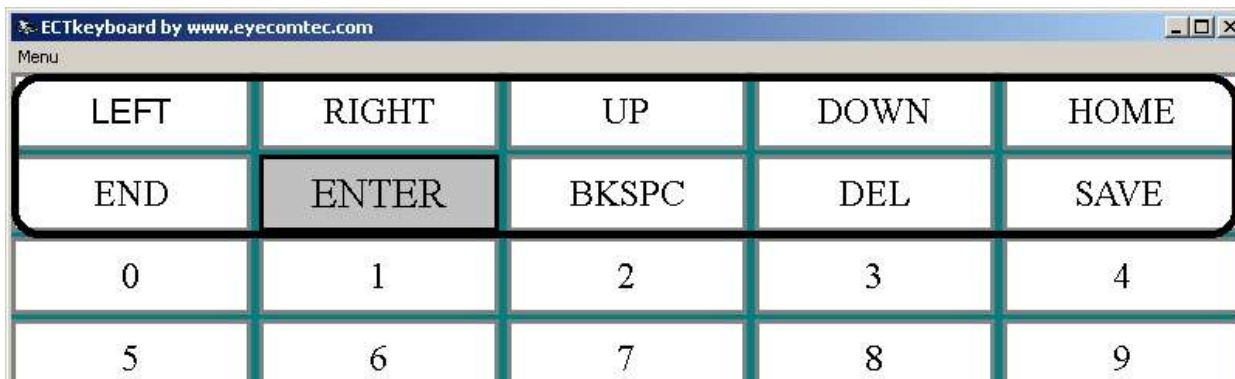 ECTkeyboard by www.eyecomtec.com
Menu
LEFT RIGHT UP DOWN HOME
END ENTER BKSPC DEL SAVE
0 1 2 3 4
5 6 7 8 9